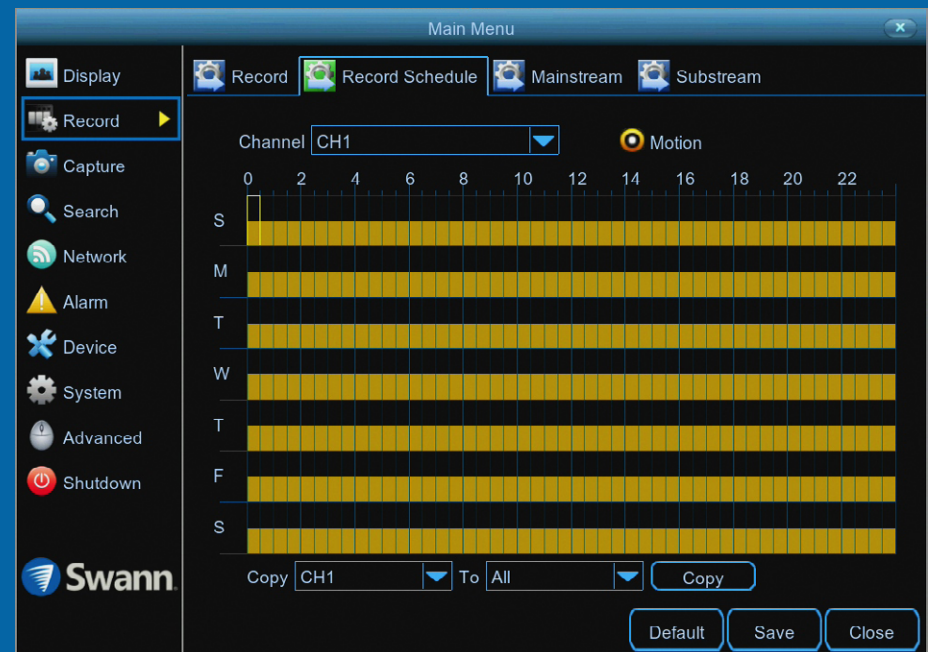 Main Menu
Display
Record
Capture
Search
Network
Alarm
Device
System
Advanced
Shutdown
Swann
Record Record Schedule Mainstream Substream
Channel CH1 Motion
0 2 4 6 8 10 12 14 16 18 20 22
S
M
T
W
T
F
S
Copy CH1 To All Copy
Default Save Close